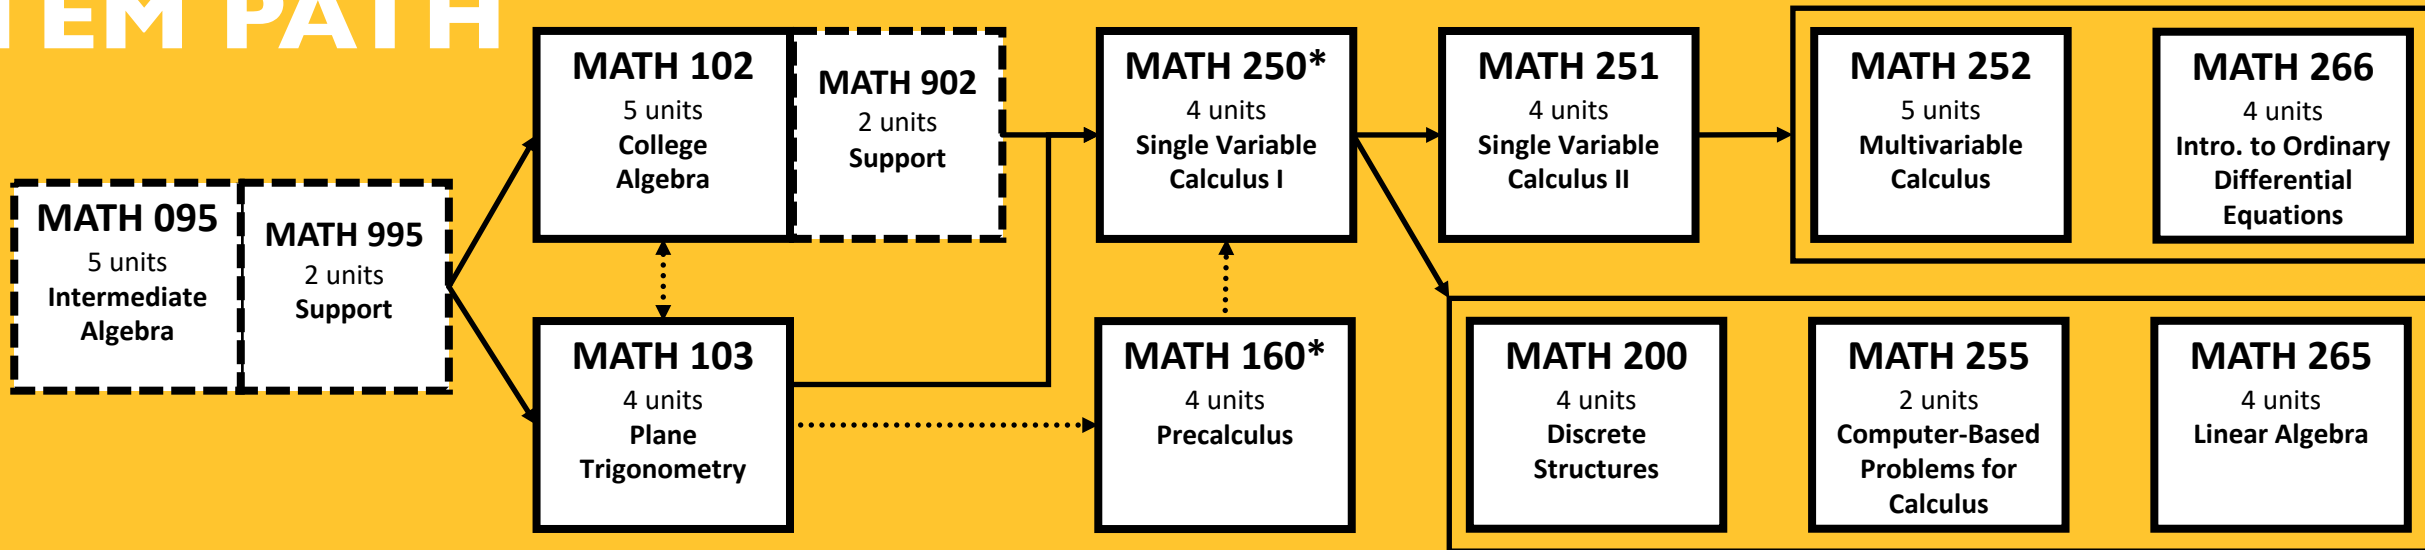 TEM PATH
MATH 095
5 units
Intermediate
Algebra
MATH 995
2 units
Support
MATH 102
5 units
College
Algebra
MATH 902
2 units
Support
MATH 103
4 units
Plane
Trigonometry
MATH 250*
4 units
Single Variable
Calculus I
MATH 160*
4 units
Precalculus
MATH 251
4 units
Single Variable
Calculus II
MATH 252
5 units
Multivariable
Calculus
MATH 266
4 units
Intro. to Ordinary
Differential
Equations
MATH 200
4 units
Discrete
Structures
MATH 255
2 units
Computer-Based
Problems for
Calculus
MATH 265
4 units
Linear Algebra